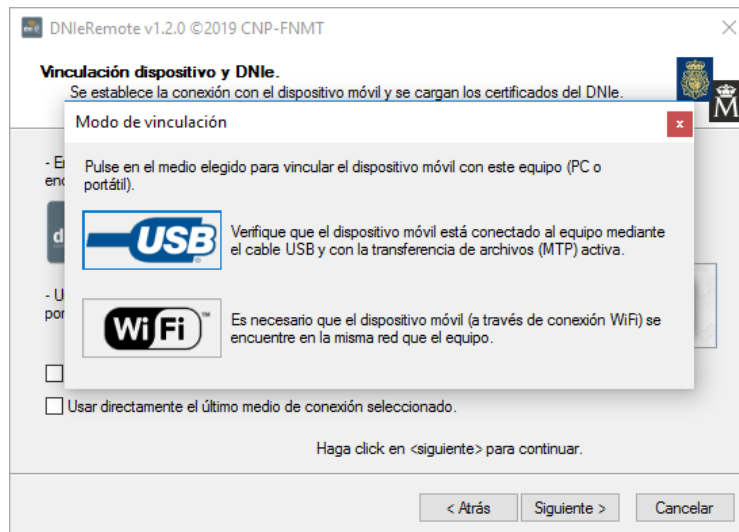 DNIeRemote v1.2.0 ©2019 CNP-FNMT
Vinculación dispositivo y DNIe.
Se establece la conexión con el dispositivo móvil y se cargan los certificados del DNIe.
M
Modo de vinculación
x
Pulse en el medio elegido para vincular el dispositivo móvil con este equipo (PC o
portátil).
USB
Verifique que el dispositivo móvil está conectado al equipo mediante
el cable USB y con la transferencia de archivos (MTP) activa.
Wi Fi ™
Es necesario que el dispositivo móvil (a través de conexión WiFi) se
encuentre en la misma red que el equipo.
Usar directamente el último medio de conexión seleccionado.
Haga click en <siguiente> para continuar.
< Atrás
Siguiente >
Cancelar